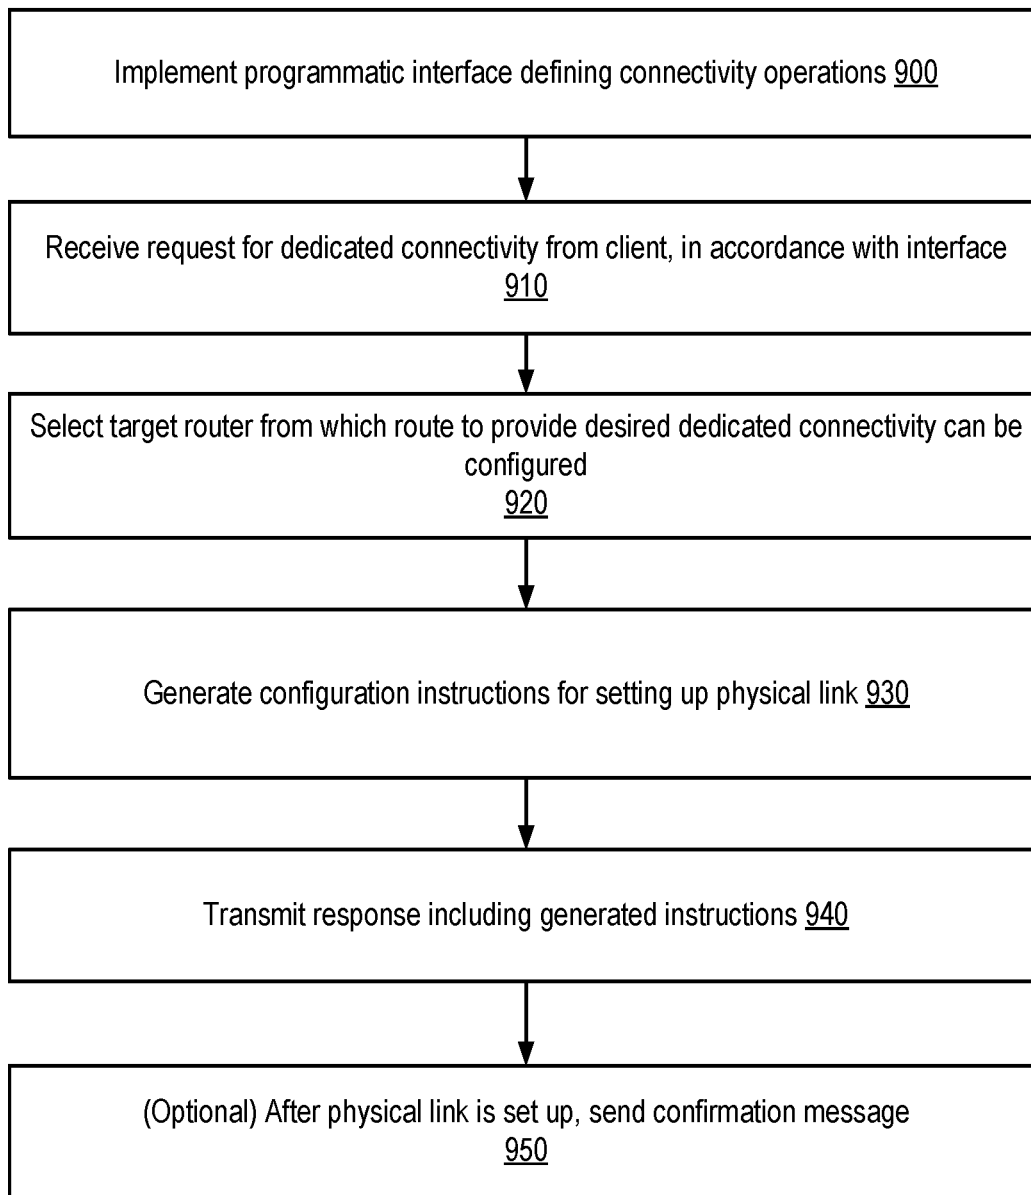 Implement programmatic interface defining connectivity operations 900
Receive request for dedicated connectivity from client, in accordance with interface
910
Select target router from which route to provide desired dedicated connectivity can be
configured
920
Generate configuration instructions for setting up physical link 930
Transmit response including generated instructions 940
(Optional) After physical link is set up, send confirmation message
950